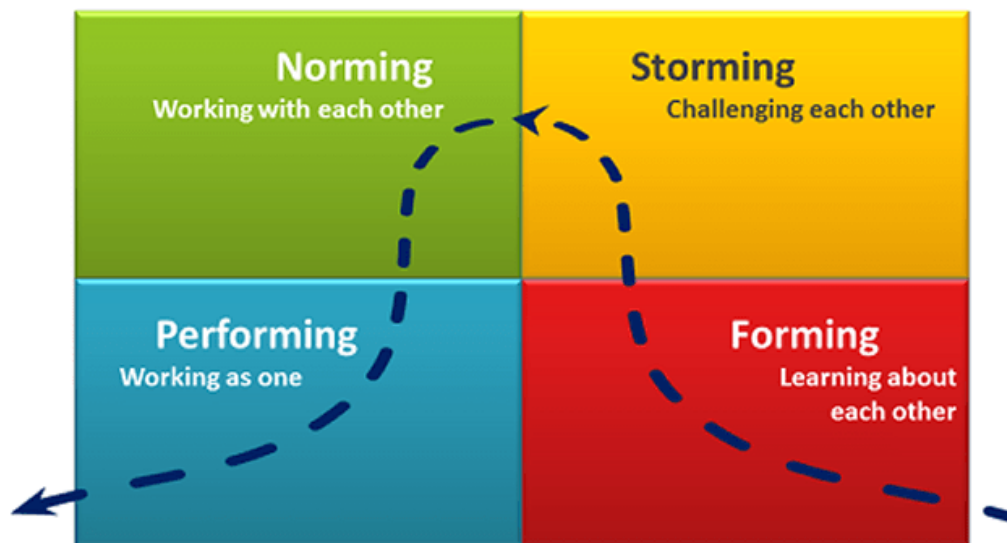 Norming
Working with each other
Storming
Challenging each other
Performing
Working as one
Forming
Learning about
each other